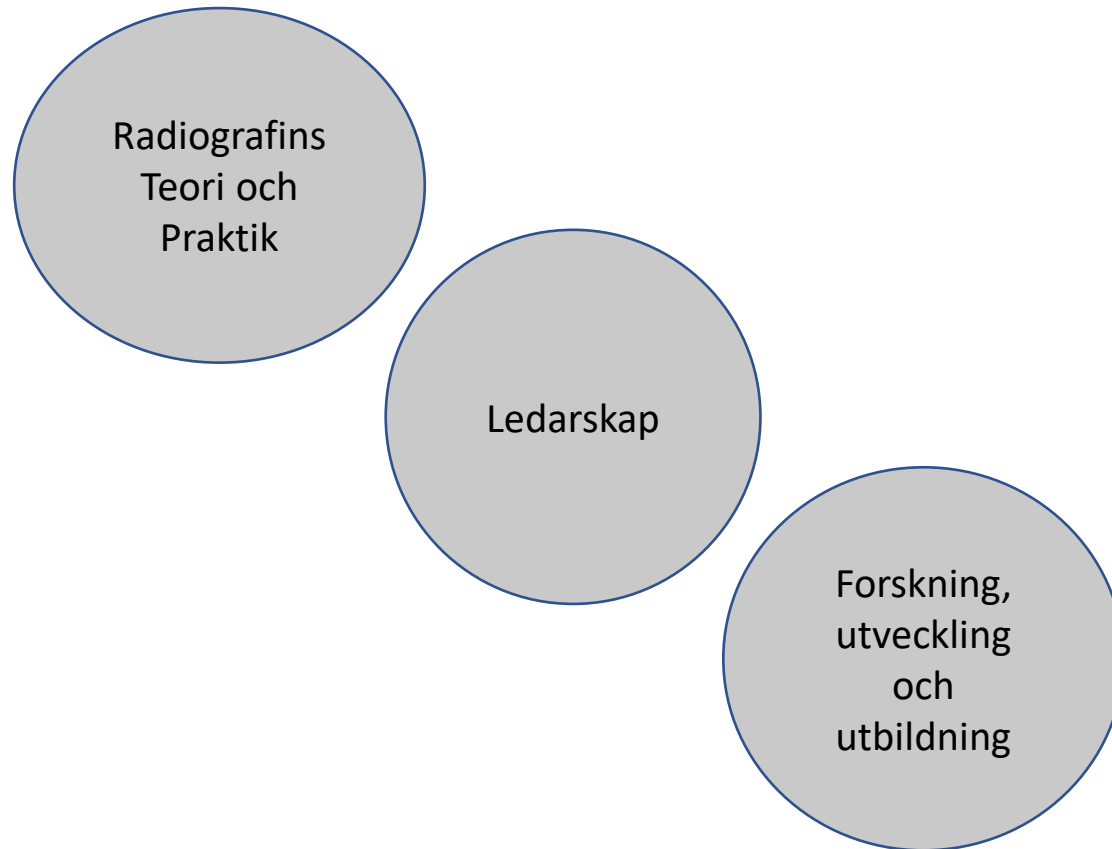 Radiografins
Teori och
Praktik
Ledarskap
Forskning,
utveckling
och
utbildning